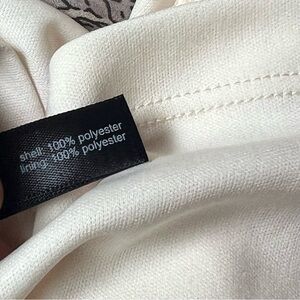 shell: 100% polyester
lining: 100% polyester